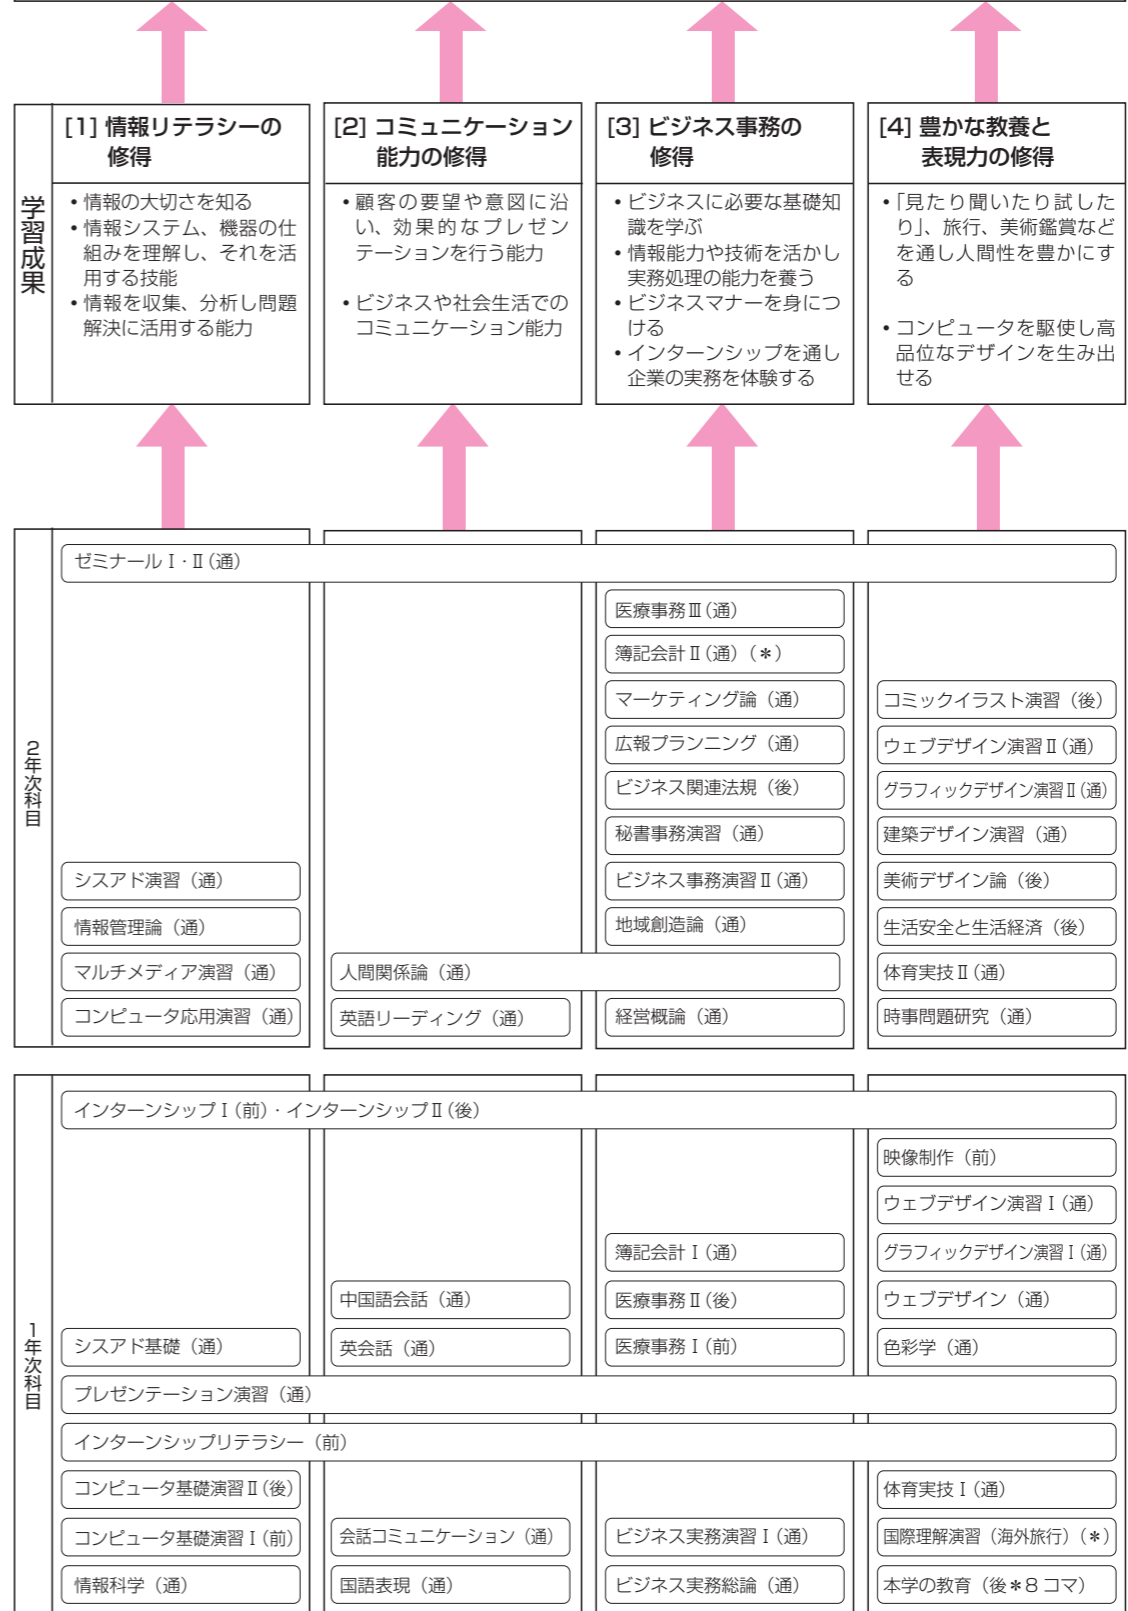 学習成果
[1] 情報リテラシーの
修得
•情報の大切さを知る
•情報システム、機器の仕
組みを理解し、それを活
用する技能
•情報を収集、分析し問題
解決に活用する能力
[2] コミュニケーション
能力の修得
•顧客の要望や意図に沿
い、効果的なプレゼン
テーションを行う能力
•ビジネスや社会生活での
コミュニケーション能力
[3] ビジネス事務の
修得
•ビジネスに必要な基礎知
識を学ぶ
•情報能力や技術を活かし
実務処理の能力を養う
•ビジネスマナーを身につ
ける
•インターンシップを通し
企業の実務を体験する
[4] 豊かな教養と
表現力の修得
•「見たり聞いたり試した
り」、旅行、美術鑑賞など
を通し人間性を豊かにす
る
•コンピュータを駆使し高
品位なデザインを生み出
せる
2年次科目
ゼミナールⅠ・Ⅱ(通)
シスアド演習(通)
情報管理論(通)
マルチメディア演習(通)
コンピュータ応用演習(通)
人間関係論(通)
英語リーディング(通)
医療事務Ⅲ(通)
簿記会計Ⅱ(通)(*)
マーケティング論(通)
広報プランニング(通)
ビジネス関連法規(後)
秘書事務演習(通)
ビジネス事務演習Ⅱ(通)
地域創造論(通)
経営概論(通)
コミックイラスト演習(後)
ウェブデザイン演習Ⅱ(通)
グラフィックデザイン演習Ⅱ(通)
建築デザイン演習(通)
美術デザイン論(後)
生活安全と生活経済(後)
体育実技Ⅱ(通)
時事問題研究(通)
1年次科目
インターンシップⅠ(前)・インターンシップⅡ(後)
シスアド基礎(通)
中国語会話(通)
英会話(通)
簿記会計Ⅰ(通)
医療事務Ⅱ(後)
医療事務Ⅰ(前)
映像制作(前)
ウェブデザイン演習Ⅰ(通)
グラフィックデザイン演習Ⅰ(通)
ウェブデザイン(通)
色彩学(通)
プレゼンテーション演習(通)
インターンシップリテラシー(前)
コンピュータ基礎演習Ⅱ(後)
コンピュータ基礎演習Ⅰ(前)
情報科学(通)
会話コミュニケーション(通)
国語表現(通)
ビジネス実務演習Ⅰ(通)
ビジネス実務総論(通)
体育実技Ⅰ(通)
国際理解演習(海外旅行)(*)
本学の教育(後*8コマ)